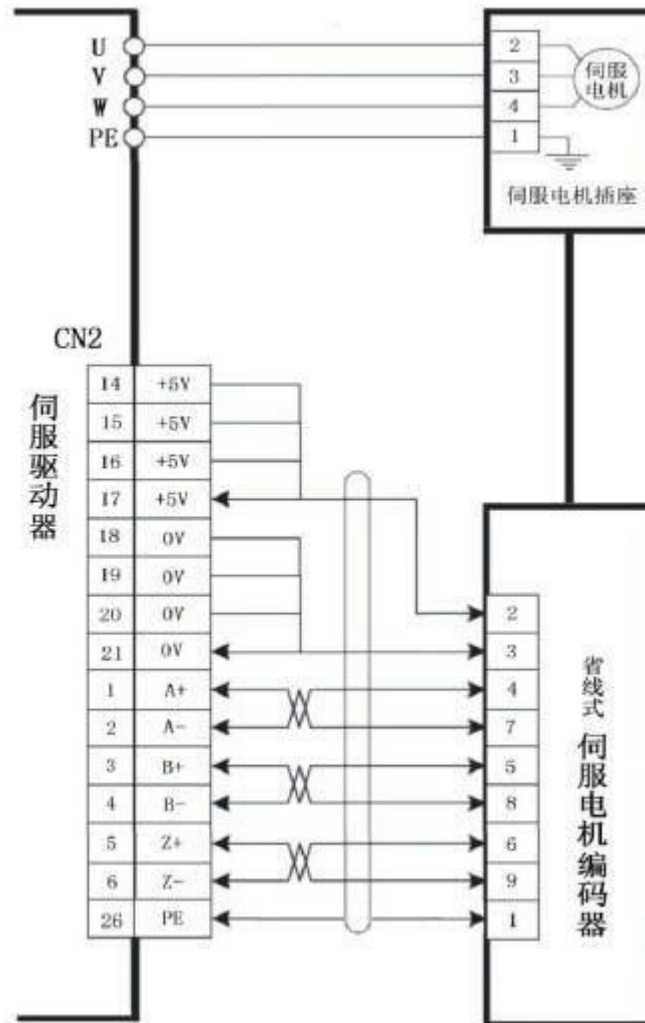 U
V
W
PE
2
3
4
1
伺服
电机
伺服电机插座
CN2
伺服驱动器
14 +5V
15 +5V
16 +5V
17 +5V
18 0V
19 0V
20 0V
21 0V
1 A+
2 A-
3 B+
4 B-
5 Z+
6 Z-
26 PE
2
3
4
7
5
8
6
9
1
省线式 伺服电机编码器